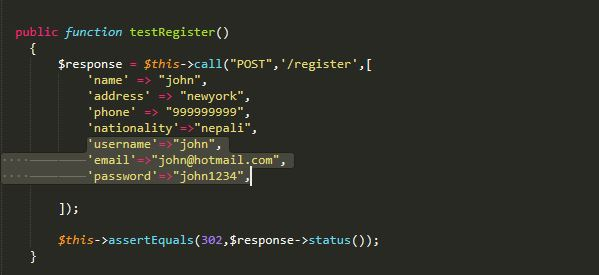 public function testRegister()
{
$response = $this->call("POST",'/register',[
'name' => "john",
'address' => "newyork",
'phone' => "999999999",
'nationality'=>"nepali",
'username'=>"john",
'email'=>"john@hotmail.com",
'password'=>"john1234",
]);
$this->assertEquals(302,$response->status());
}